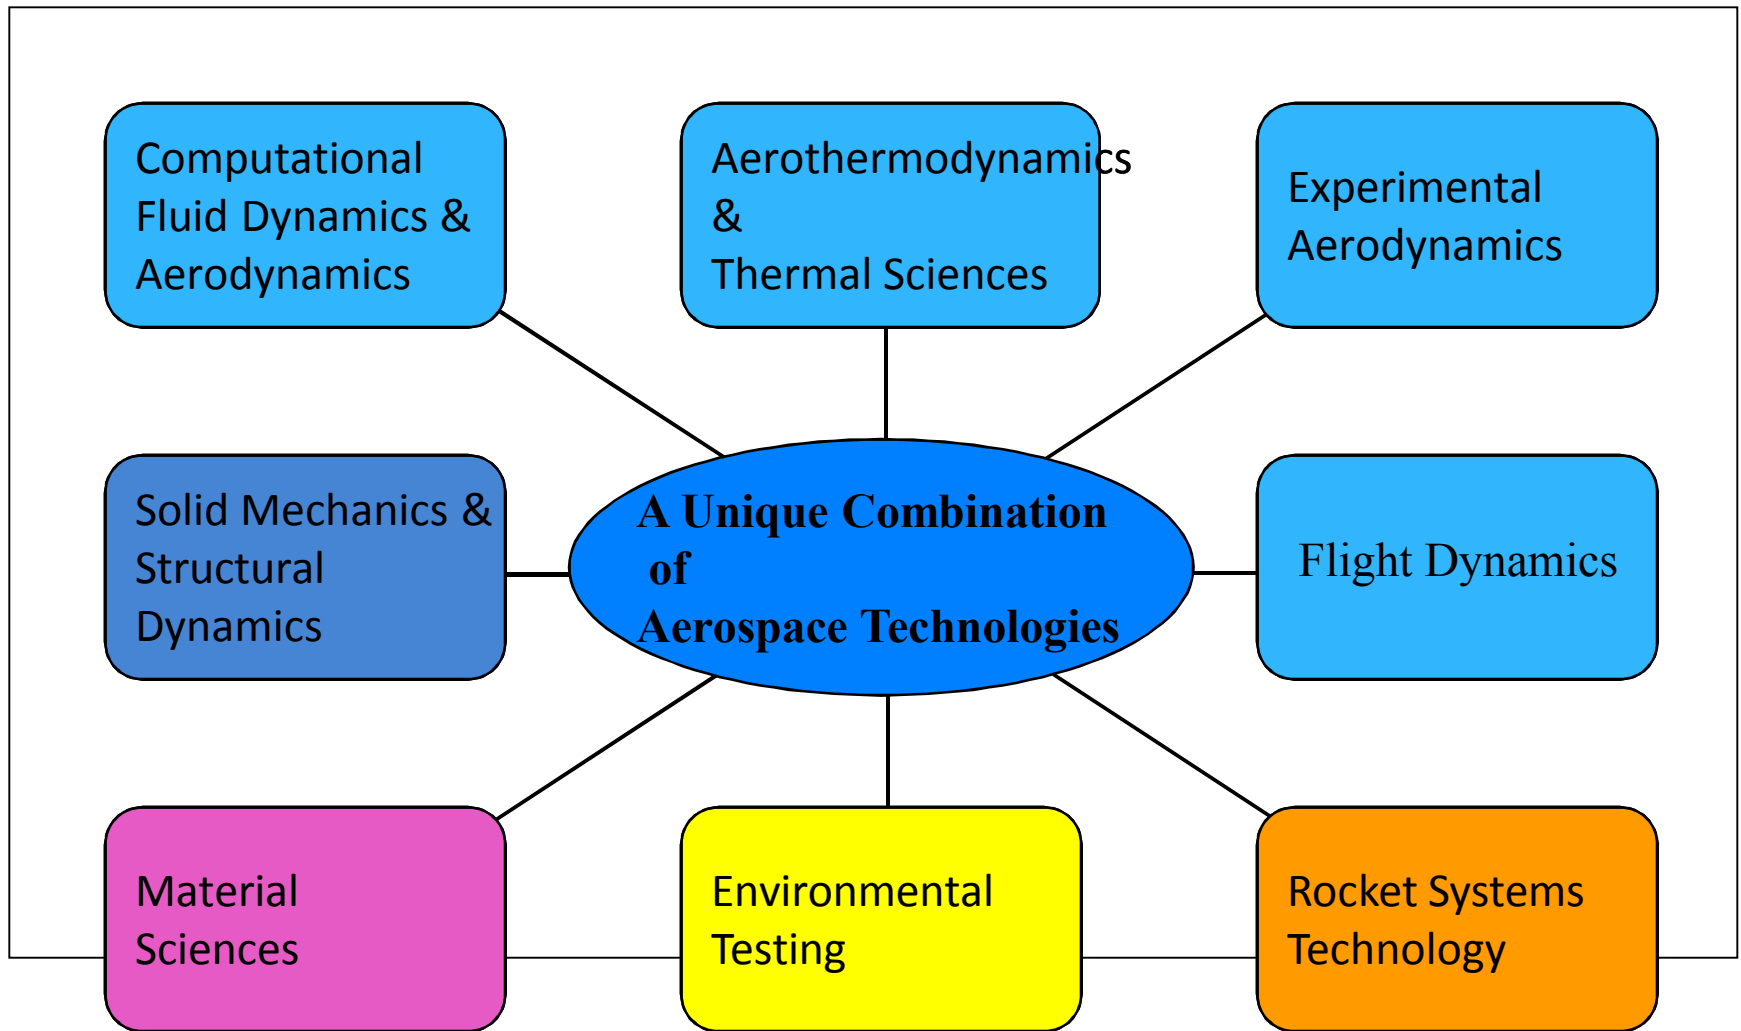 Computational
Fluid Dynamics &
Aerodynamics
Aerothermodynamics
&
Thermal Sciences
Experimental
Aerodynamics
Solid Mechanics &
Structural
Dynamics
A Unique Combination
of
Aerospace Technologies
Flight Dynamics
Material
Sciences
Environmental
Testing
Rocket Systems
Technology